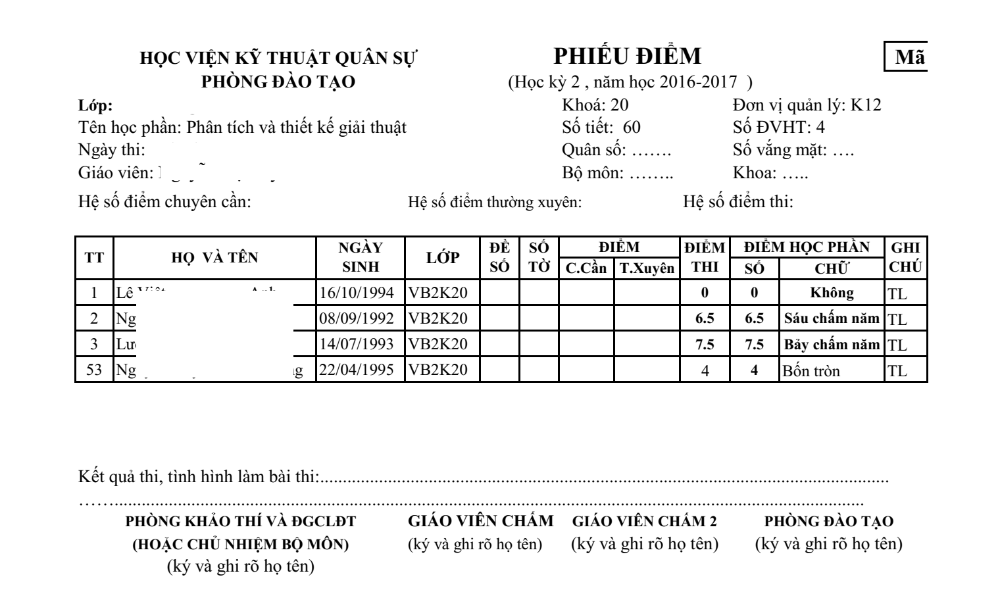 HỌC VIỆN KỸ THUẬT QUÂN SỰ PHIẾU ĐIỂM Mã
PHÒNG ĐÀO TẠO (Học kỳ 2 , năm học 2016-2017 )
Lớp: Khoá: 20 Đơn vị quản lý: K12
Tên học phần: Phân tích và thiết kế giải thuật Số tiết: 60 Số ĐVHT: 4
Ngày thi: Quân số: ……. Số vắng mặt: ….
Giáo viên: Bộ môn: …….. Khoa: …..
Hệ số điểm chuyên cần: Hệ số điểm thường xuyên: Hệ số điểm thi:
TT HỌ VÀ TÊN NGÀY SINH LỚP ĐỀ SỐ SỐ TỜ ĐIỂM ĐIỂM THI ĐIỂM HỌC PHẦN GHI CHÚ
C.Cần T.Xuyên SỐ CHỮ
1 Lê 16/10/1994 VB2K20 0 0 Không TL
2 Ng 08/09/1992 VB2K20 6.5 6.5 Sáu chấm năm TL
3 14/07/1993 VB2K20 7.5 7.5 Bảy chấm năm TL
53 Ng 22/04/1995 VB2K20 4 4 Bốn tròn TL
Kết quả thi, tình hình làm bài thi:..............................................................................................................................
……......................................................................................................................................................................
PHÒNG KHẢO THÍ VÀ ĐGCLĐT GIÁO VIÊN CHẤM GIÁO VIÊN CHẤM 2 PHÒNG ĐÀO TẠO
(HOẶC CHỦ NHIỆM BỘ MÔN) (ký và ghi rõ họ tên) (ký và ghi rõ họ tên) (ký và ghi rõ họ tên)
(ký và ghi rõ họ tên)